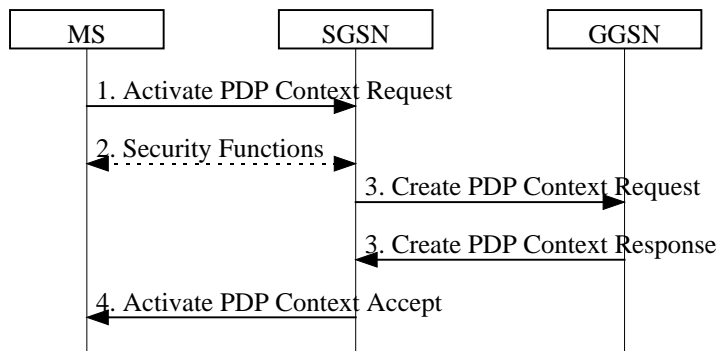 MS
SGSN
GGSN
1. Activate PDP Context Request
2. Security Functions
3. Create PDP Context Request
3. Create PDP Context Response
4. Activate PDP Context Accept